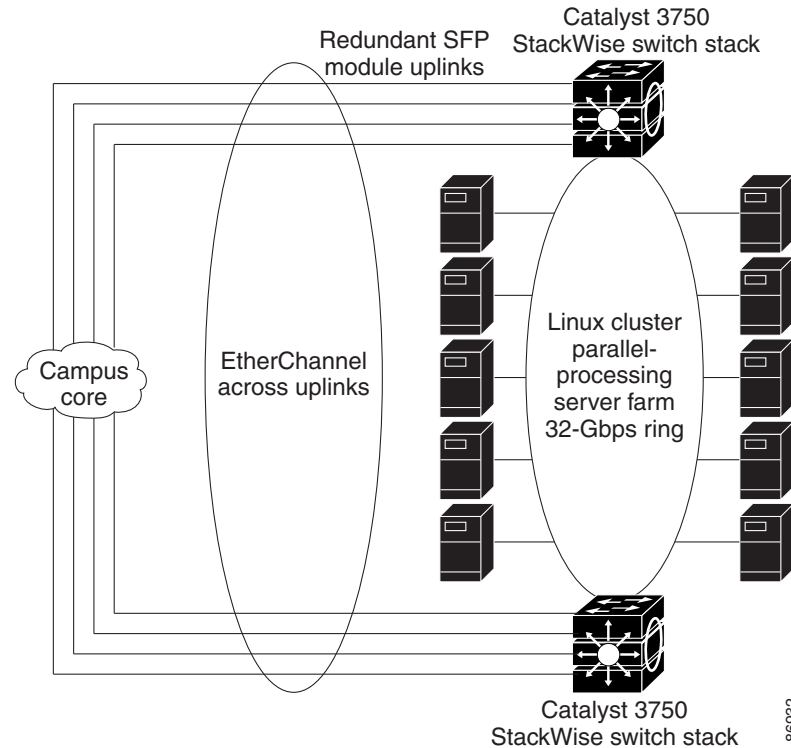 Catalyst 3750
StackWise switch stack
Redundant SFP
module uplinks
Campus
core
EtherChannel
across uplinks
Linux cluster
parallel-
processing
server farm
32-Gbps ring
Catalyst 3750
StackWise switch stack
86932